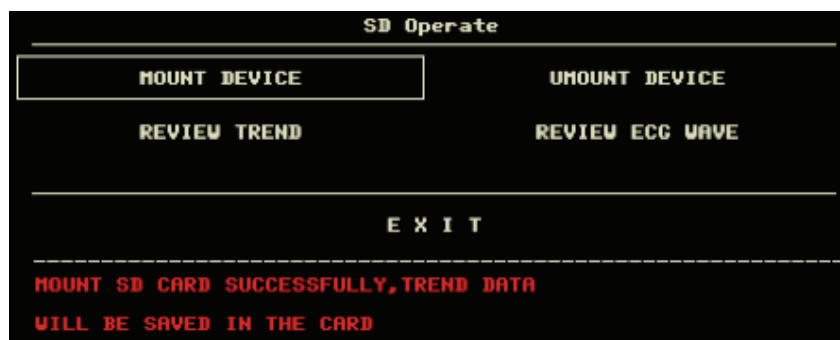 SD Operate
MOUNT DEVICE UMOUNT DEVICE
REVIEW TREND REVIEW ECG WAVE
E X I T
MOUNT SD CARD SUCCESSFULLY,TREND DATA
WILL BE SAVED IN THE CARD